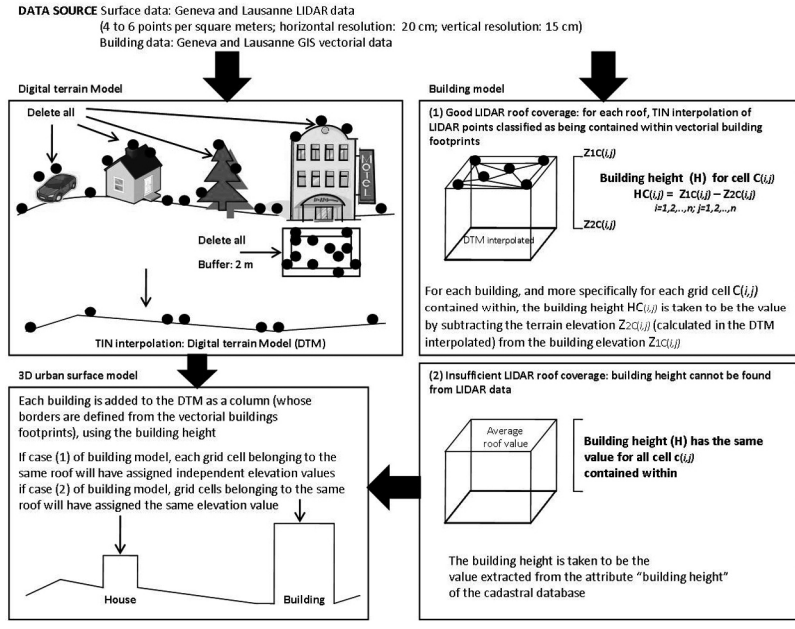 DATA SOURCE Surface data: Geneva and Lausanne LIDAR data
(4 to 6 points per square meters; horizontal resolution: 20 cm; vertical resolution: 15 cm)
Building data: Geneva and Lausanne GIS vectorial data
Digital terrain Model
Delete all
HOTEL
Delete all
Buffer: 2 m
TIN interpolation: Digital terrain Model (DTM)
Building model
(1) Good LIDAR roof coverage: for each roof, TIN interpolation of
LIDAR points classified as being contained within vectorial building
footprints
Z1C(i,j)
Building height (H) for cell C(i,j)
HC(i,j) = Z1C(i,j) – Z2C(i,j)
i=1,2,..,n; j=1,2,..,n
Z2C(i,j)
DTM interpolated
For each building, and more specifically for each grid cell C(i,j)
contained within, the building height HC(i,j) is taken to be the value
by subtracting the terrain elevation Z2C(i,j) (calculated in the DTM
interpolated) from the building elevation Z1C(i,j)
3D urban surface model
Each building is added to the DTM as a column (whose
borders are defined from the vectorial buildings
footprints), using the building height
If case (1) of building model, each grid cell belonging to the
same roof will have assigned independent elevation values
if case (2) of building model, grid cells belonging to the same
roof will have assigned the same elevation value
House
Building
(2) Insufficient LIDAR roof coverage: building height cannot be found
from LIDAR data
Average
roof value
Building height (H) has the same
value for all cell c(i,j)
contained within
The building height is taken to be the
value extracted from the attribute “building height”
of the cadastral database